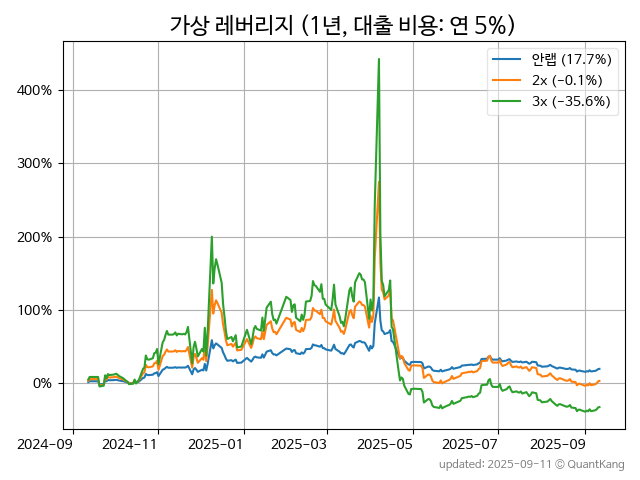 가상 레버리지 (1년, 대출 비용: 연 5%)
안랩 (17.7%)
2x (−0.1%)
3x (−35.6%)
400%
300%
200%
100%
0%
2024-09 2024-11 2025-01 2025-03 2025-05 2025-07 2025-09
updated: 2025-09-11 © QuantKang